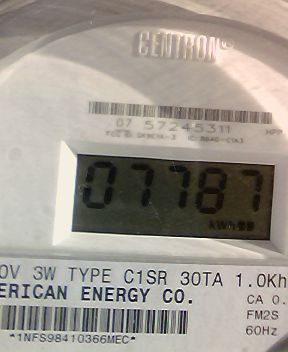 CENTRON®
07 57245311
07787
0V 3W TYPE C1SR 30TA 1.0Kh
ERICAN ENERGY CO.
CA 0.
FM2S
*1NFS98410366MEC*
60Hz